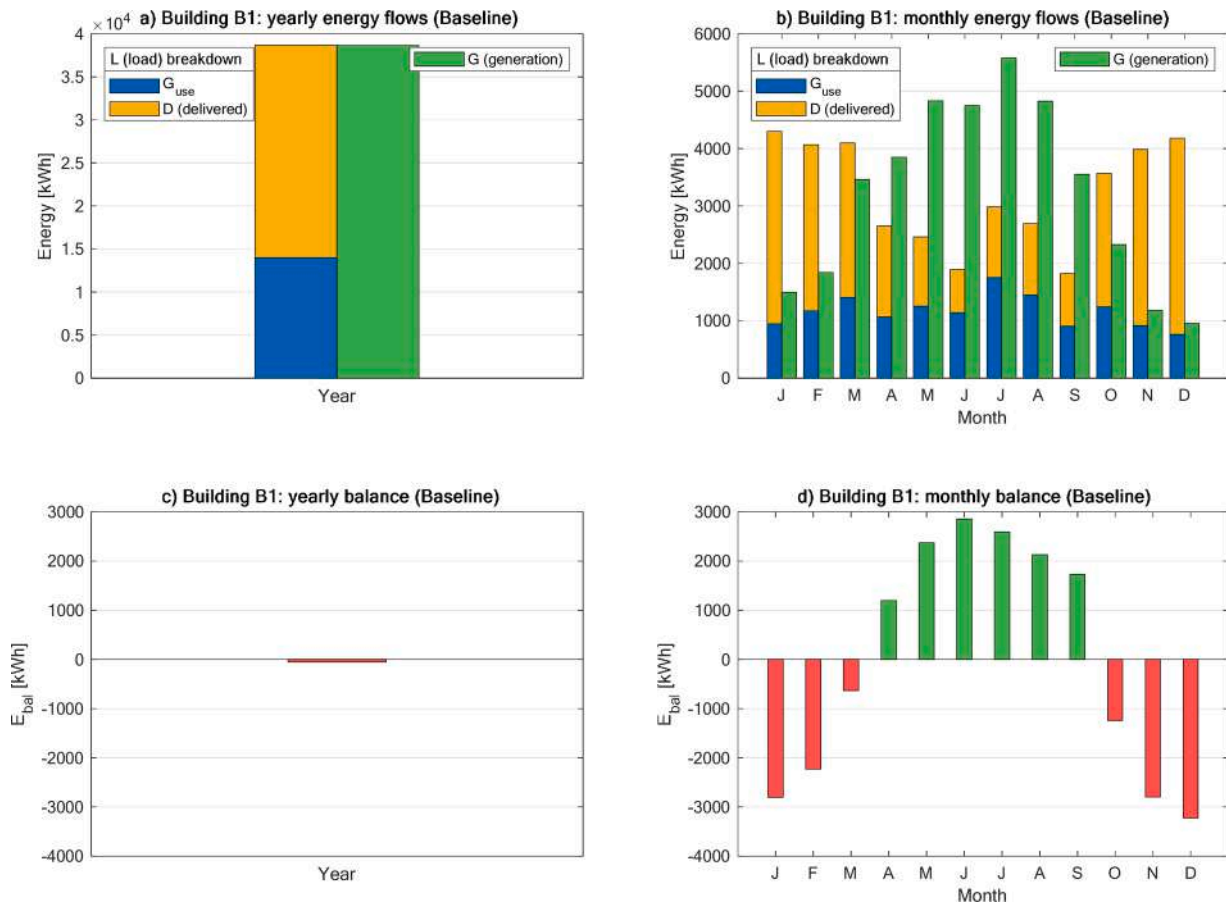 a) Building B1: yearly energy flows (Baseline)
× 10⁴
4
3.5
3
2.5
2
1.5
1
0.5
0
Energy [kWh]
L (load) breakdown
G_use
D (delivered)
G (generation)
Year
b) Building B1: monthly energy flows (Baseline)
6000
5000
4000
3000
2000
1000
0
Energy [kWh]
L (load) breakdown
G_use
D (delivered)
G (generation)
J F M A M J J A S O N D
Month
c) Building B1: yearly balance (Baseline)
3000
2000
1000
0
-1000
-2000
-3000
-4000
E_bal [kWh]
Year
d) Building B1: monthly balance (Baseline)
3000
2000
1000
0
-1000
-2000
-3000
-4000
E_bal [kWh]
J F M A M J J A S O N D
Month